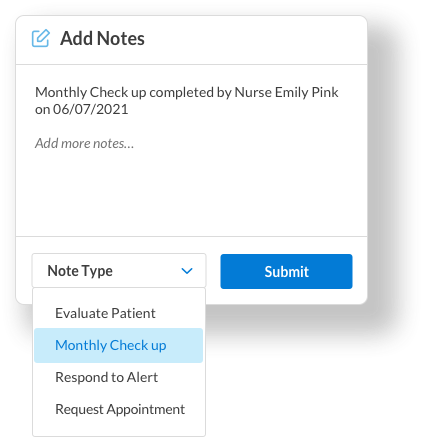 Add Notes
Monthly Check up completed by Nurse Emily Pink
on 06/07/2021
Add more notes...
Note Type
Submit
Evaluate Patient
Monthly Check up
Respond to Alert
Request Appointment